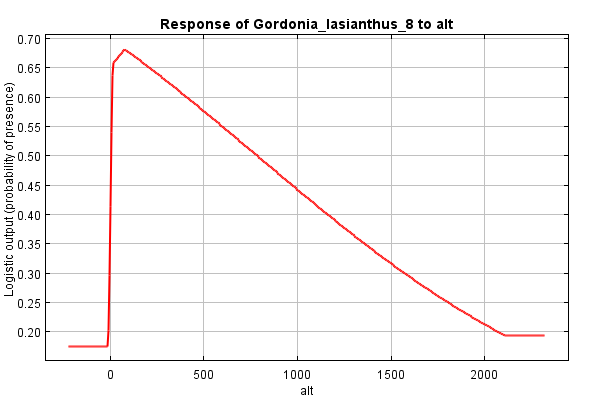 Response of Gordonia_lasianthus_8 to alt
Logistic output (probability of presence)
0.70
0.65
0.60
0.55
0.50
0.45
0.40
0.35
0.30
0.25
0.20
0 500 1000 1500 2000
alt